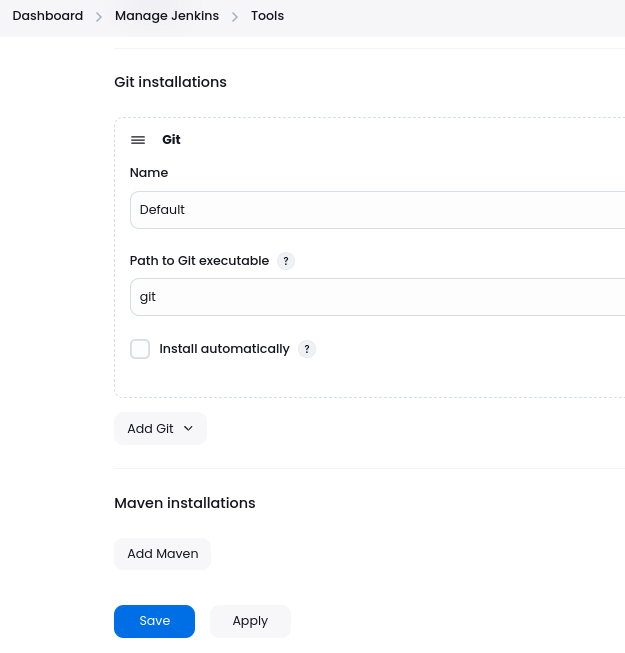 Dashboard > Manage Jenkins > Tools
Git installations
Git
Name
Default
Path to Git executable ?
git
Install automatically ?
Add Git
Maven installations
Add Maven
Save Apply